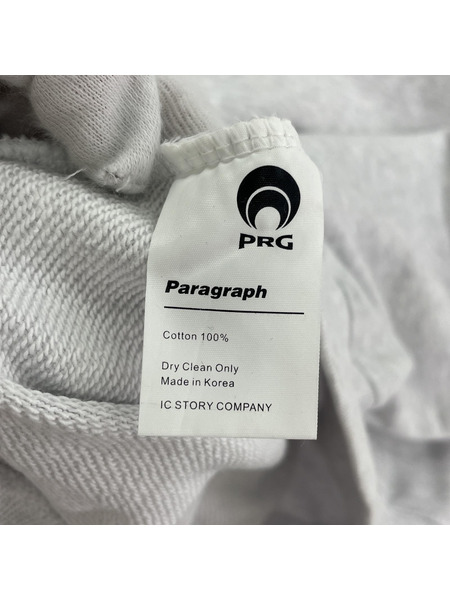 PRG
Paragraph
Cotton 100%
Dry Clean Only
Made in Korea
IC STORY COMPANY